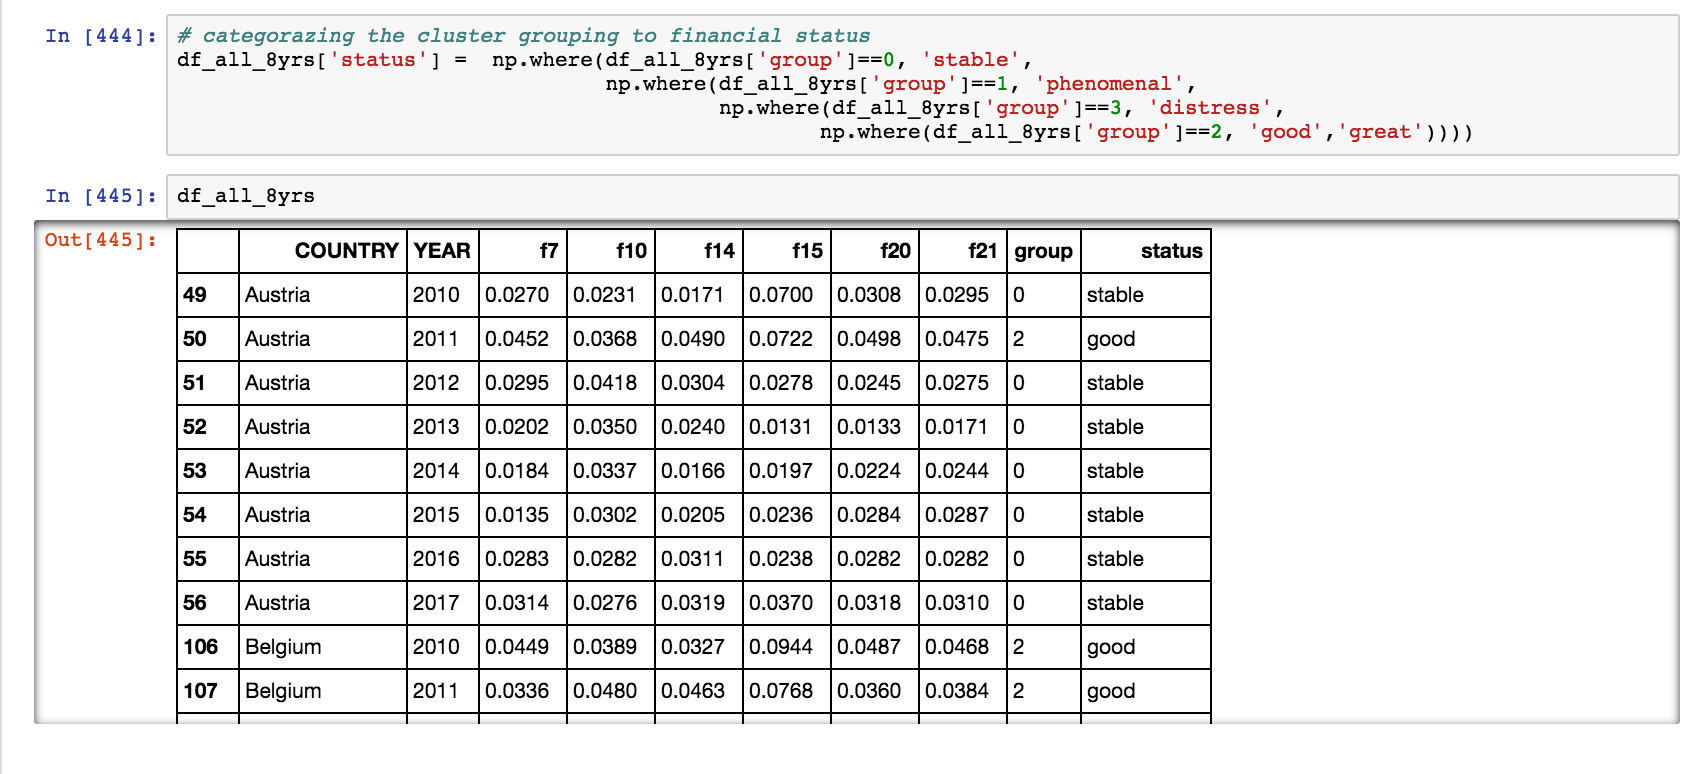 In [444]: # categorazing the cluster grouping to financial status
df_all_8yrs['status'] =  np.where(df_all_8yrs['group']==0, 'stable',
np.where(df_all_8yrs['group']==1, 'phenomenal',
np.where(df_all_8yrs['group']==3, 'distress',
np.where(df_all_8yrs['group']==2, 'good','great'))))
In [445]: df_all_8yrs
Out[445]:
COUNTRY YEAR f7 f10 f14 f15 f20 f21 group status
49 Austria 2010 0.0270 0.0231 0.0171 0.0700 0.0308 0.0295 0 stable
50 Austria 2011 0.0452 0.0368 0.0490 0.0722 0.0498 0.0475 2 good
51 Austria 2012 0.0295 0.0418 0.0304 0.0278 0.0245 0.0275 0 stable
52 Austria 2013 0.0202 0.0350 0.0240 0.0131 0.0133 0.0171 0 stable
53 Austria 2014 0.0184 0.0337 0.0166 0.0197 0.0224 0.0244 0 stable
54 Austria 2015 0.0135 0.0302 0.0205 0.0236 0.0284 0.0287 0 stable
55 Austria 2016 0.0283 0.0282 0.0311 0.0238 0.0282 0.0282 0 stable
56 Austria 2017 0.0314 0.0276 0.0319 0.0370 0.0318 0.0310 0 stable
106 Belgium 2010 0.0449 0.0389 0.0327 0.0944 0.0487 0.0468 2 good
107 Belgium 2011 0.0336 0.0480 0.0463 0.0768 0.0360 0.0384 2 good